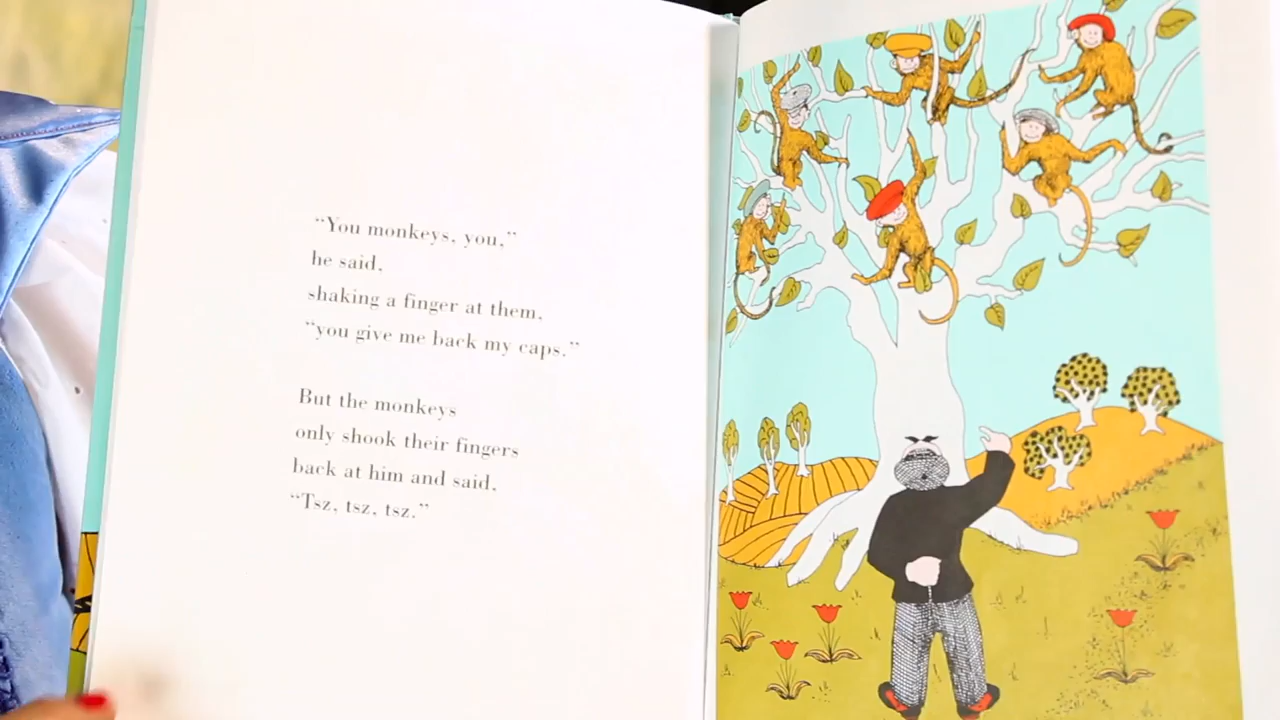 “You monkeys, you,”
he said,
shaking a finger at them,
“you give me back my caps.”
But the monkeys
only shook their fingers
back at him and said,
“Tsz, tsz, tsz.”